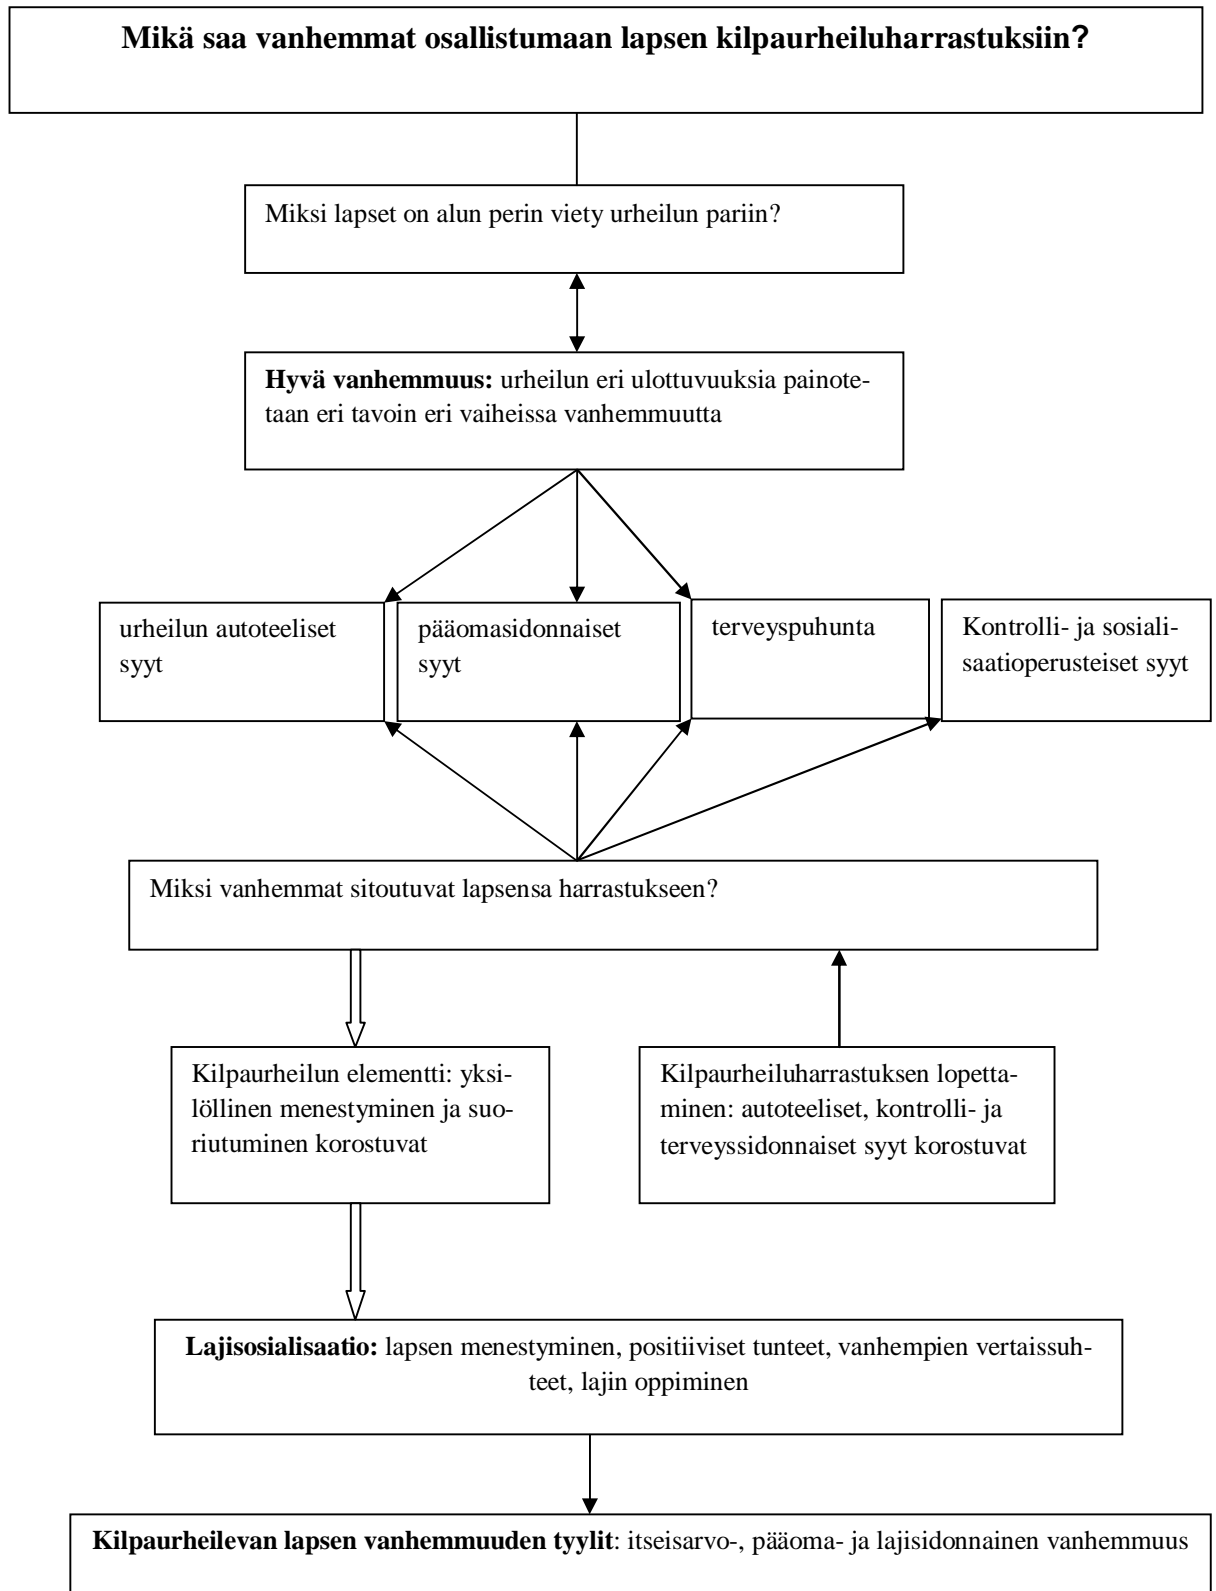 Mikä saa vanhemmat osallistumaan lapsen kilpaurheiluharrastuksiin?
Miksi lapset on alun perin viety urheilun pariin?
Hyvä vanhemmuus: urheilun eri ulottuvuuksia painote-
taan eri tavoin eri vaiheissa vanhemmuutta
urheilun autoteeliset
syyt
pääomasidonnaiset
syyt
terveyspuhunta
Kontrolli- ja sosiali-
saatioperusteiset syyt
Miksi vanhemmat sitoutuvat lapsensa harrastukseen?
Kilpaurheilun elementti: yksi-
löllinen menestyminen ja suo-
riutuminen korostuvat
Kilpaurheiluharrastuksen lopetta-
minen: autoteeliset, kontrolli- ja
terveyssidonnaiset syyt korostuvat
Lajisosialisaatio: lapsen menestyminen, positiiviset tunteet, vanhempien vertaissuh-
teet, lajin oppiminen
Kilpaurheilevan lapsen vanhemmuuden tyylit: itseisarvo-, pääoma- ja lajisidonnainen vanhemmuus